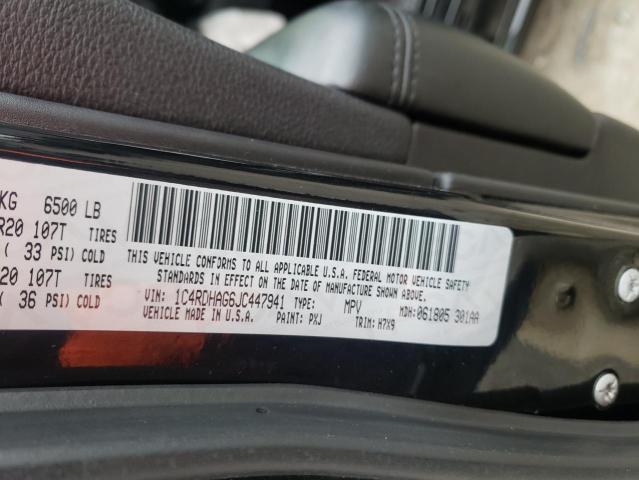 KG 6500 LB
R20 107T TIRES
( 33 PSI) COLD
20 107T TIRES
( 36 PSI) COLD
THIS VEHICLE CONFORMS TO ALL APPLICABLE U.S.A. FEDERAL MOTOR VEHICLE SAFETY
STANDARDS IN EFFECT ON THE DATE OF MANUFACTURE SHOWN ABOVE.
VIN: 1C4RDHAG6JC447941 TYPE: MPV MDH: 061805 301AA
VEHICLE MADE IN U.S.A. PAINT: PXJ TRIM: H7X9